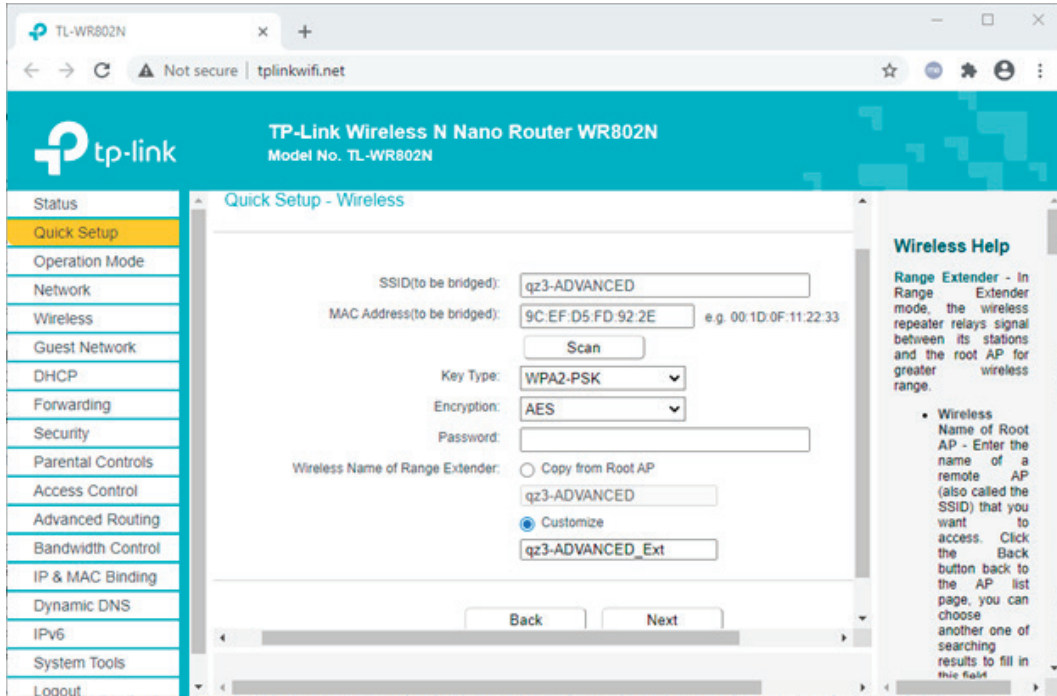 TL-WR802N
Not secure | tplinkwifi.net
tp-link
TP-Link Wireless N Nano Router WR802N
Model No. TL-WR802N
Status
Quick Setup
Operation Mode
Network
Wireless
Guest Network
DHCP
Forwarding
Security
Parental Controls
Access Control
Advanced Routing
Bandwidth Control
IP & MAC Binding
Dynamic DNS
IPv6
System Tools
Logout
Quick Setup - Wireless
SSID(to be bridged): qz3-ADVANCED
MAC Address(to be bridged): 9C:EF:D5:FD:92:2E e.g. 00:1D:0F:11:22:33
Scan
Key Type: WPA2-PSK
Encryption: AES
Password:
Wireless Name of Range Extender: Copy from Root AP
qz3-ADVANCED
Customize
qz3-ADVANCED_Ext
Back Next
Wireless Help
Range Extender - In
Range Extender
mode, the wireless
repeater relays signal
between its stations
and the root AP for
greater wireless
range.
• Wireless
Name of Root
AP - Enter the
name of a
remote AP
(also called the
SSID) that you
want to
access. Click
the Back
button back to
the AP list
page, you can
choose
another one of
searching
results to fill in
this field